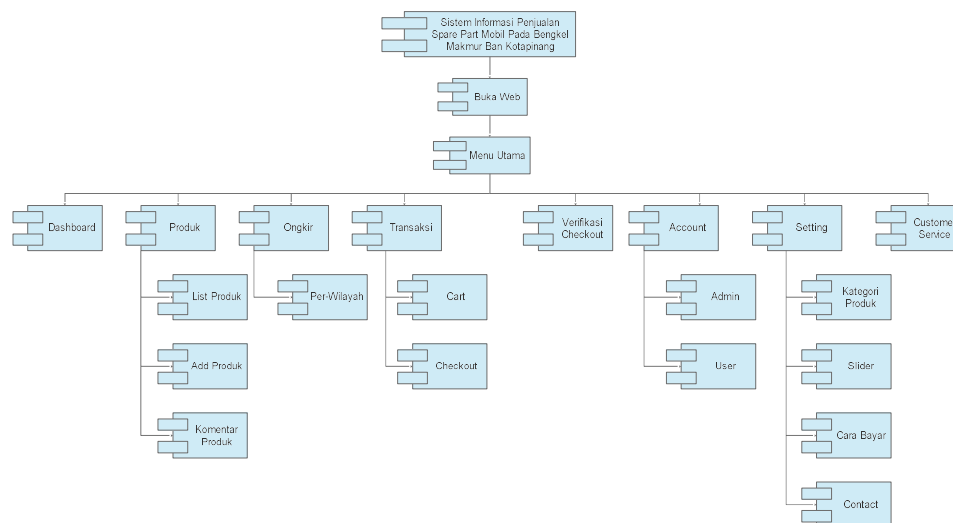 Sistem Informasi Penjualan
Spare Part Mobil Pada Bengkel
Makmur Ban Kotapinang
Buka Web
Menu Utama
Dashboard
Produk
Ongkir
Transaksi
Verifikasi
Checkout
Account
Setting
Custome
Service
List Produk
Per-Wilayah
Cart
Admin
Kategori
Produk
Add Produk
Checkout
User
Slider
Komentar
Produk
Cara Bayar
Contact